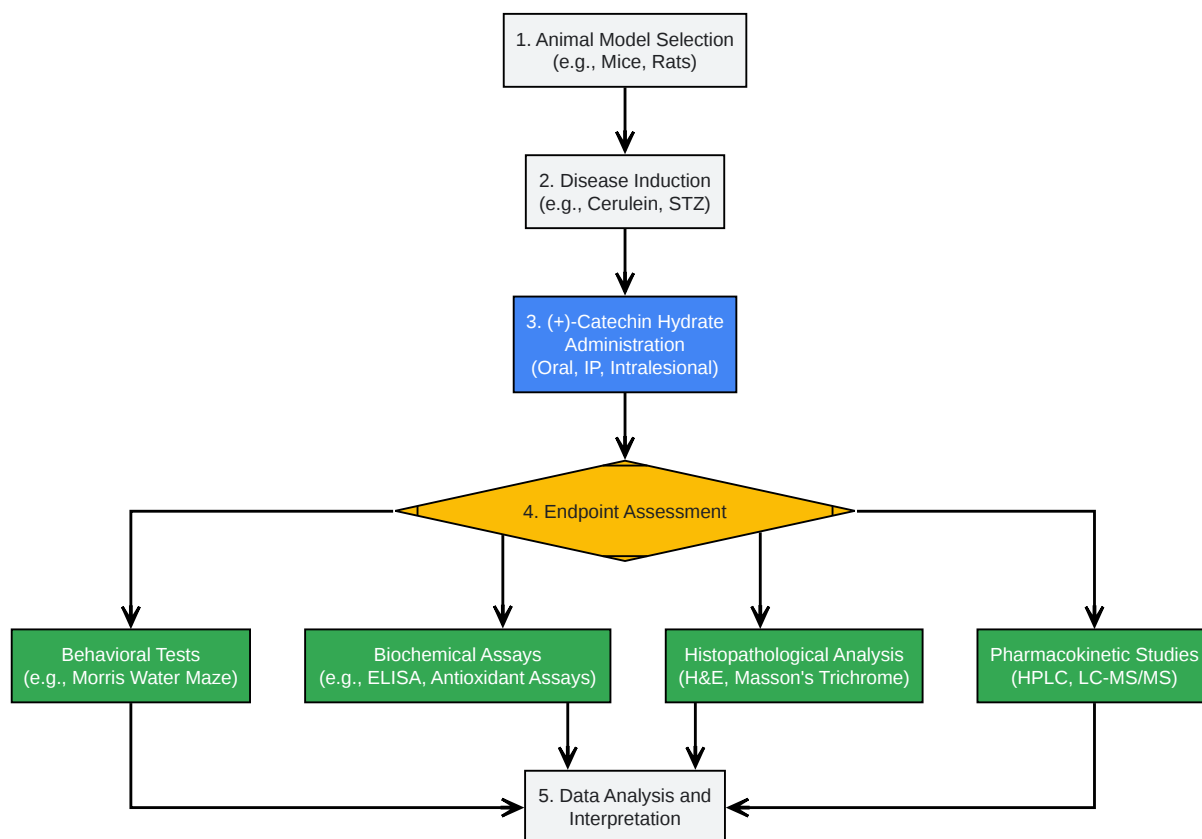 1. Animal Model Selection
(e.g., Mice, Rats)
2. Disease Induction
(e.g., Cerulein, STZ)
3. (+)-Catechin Hydrate
Administration
(Oral, IP, Intralesional)
4. Endpoint Assessment
Behavioral Tests
(e.g., Morris Water Maze)
Biochemical Assays
(e.g., ELISA, Antioxidant Assays)
Histopathological Analysis
(H&E, Masson's Trichrome)
Pharmacokinetic Studies
(HPLC, LC-MS/MS)
5. Data Analysis and
Interpretation